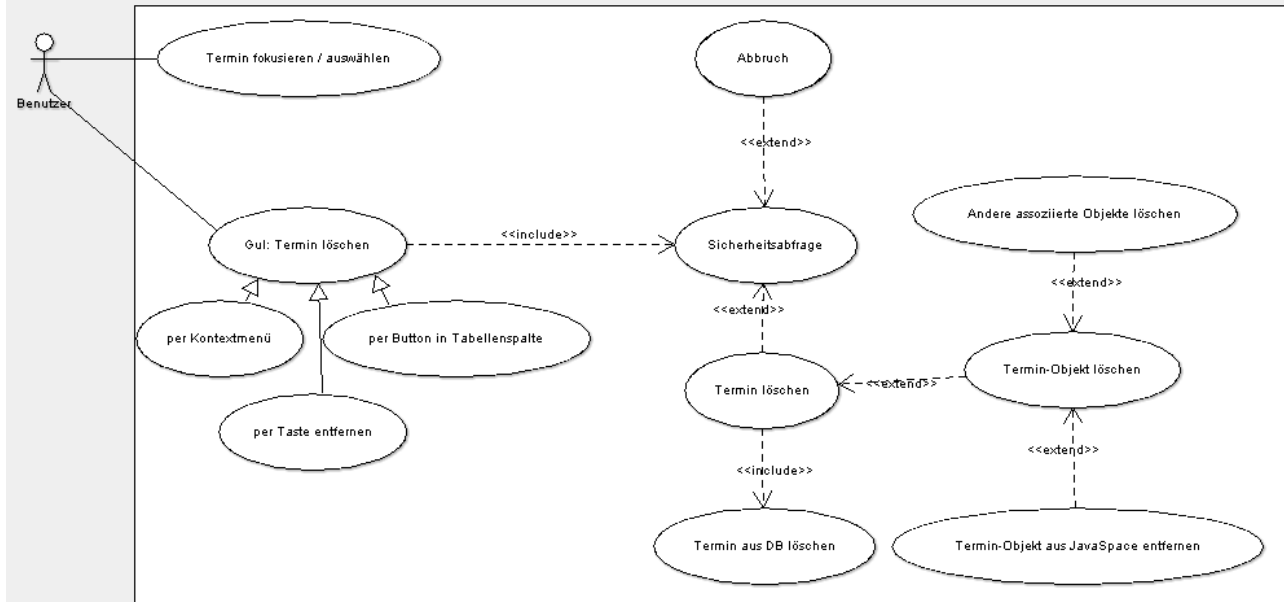 Termin fokusieren / auswählen
Abbruch
Benutzer
<<extend>>
Andere assoziierte Objekte löschen
GuI: Termin löschen
<<include>>
Sicherheitsabfrage
<<extend>>
<<extend>>
per Kontextmenü
per Button in Tabellenspalte
Termin-Objekt löschen
Termin löschen
<<extend>>
per Taste entfernen
<<extend>>
<<include>>
Termin aus DB löschen
Termin-Objekt aus JavaSpace entfernen